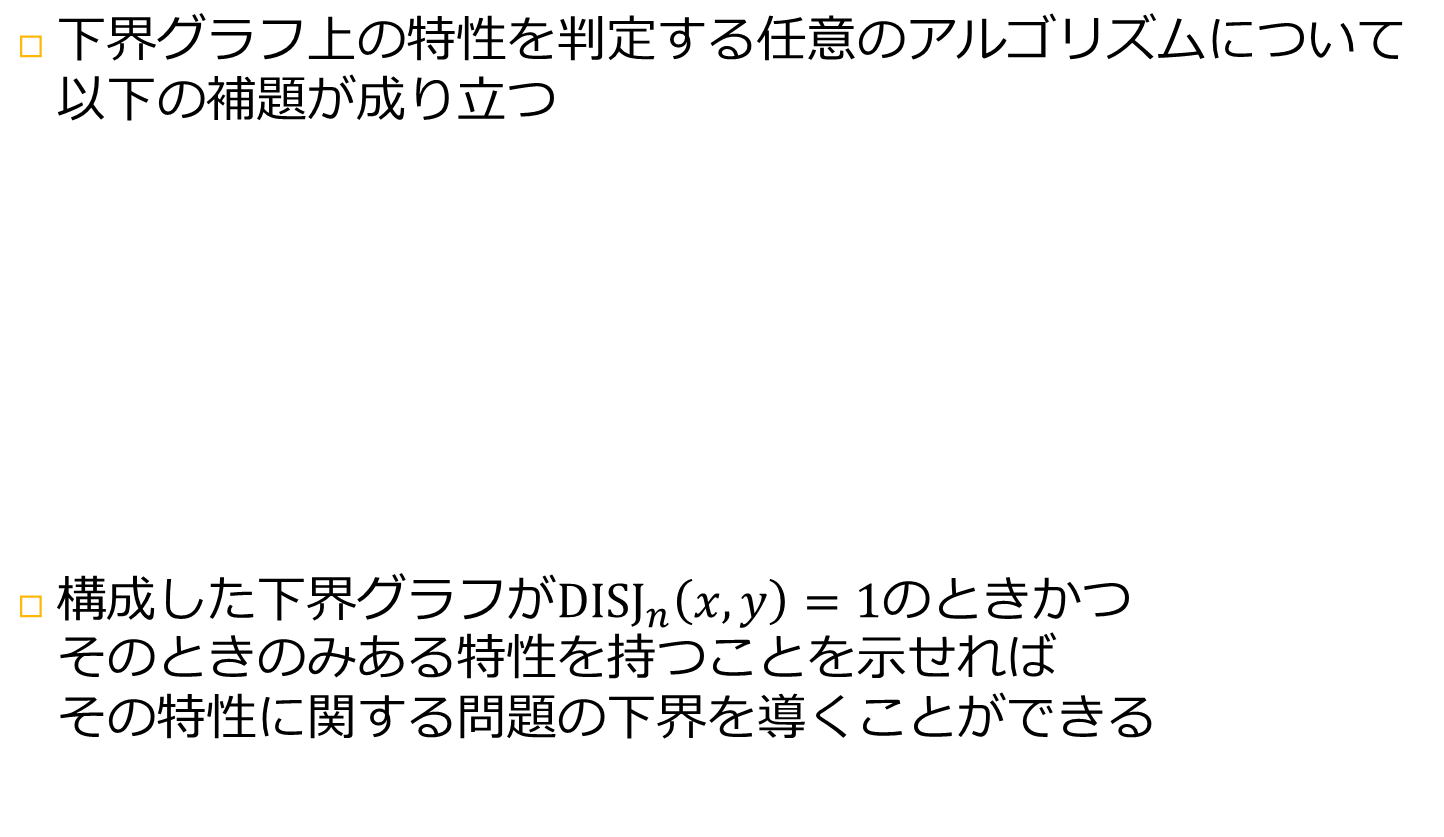 □ 下界グラフ上の特性を判定する任意のアルゴリズムについて
以下の補題が成り立つ
□ 構成した下界グラフがDISJₙ(x, y) = 1のときかつ
そのときのみある特性を持つことを示せれば
その特性に関する問題の下界を導くことができる